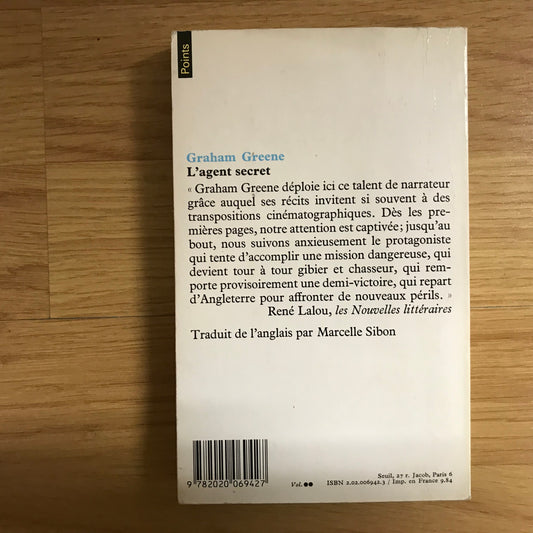 Points
Graham Greene
L'agent secret
« Graham Greene déploie ici ce talent de narrateur
grâce auquel ses récits invitent si souvent à des
transpositions cinématographiques. Dès les pre-
mières pages, notre attention est captivée; jusqu'au
bout, nous suivons anxieusement le protagoniste
qui tente d'accomplir une mission dangereuse, qui
devient tour à tour gibier et chasseur, qui rem-
porte provisoirement une demi-victoire, qui repart
d'Angleterre pour affronter de nouveaux périls. »
René Lalou, les Nouvelles littéraires
Traduit de l'anglais par Marcelle Sibon
9 782020 069427
Vol. ●●
Seuil, 27 r. Jacob, Paris 6
ISBN 2.02.006942.3 / Imp. en France 9.84